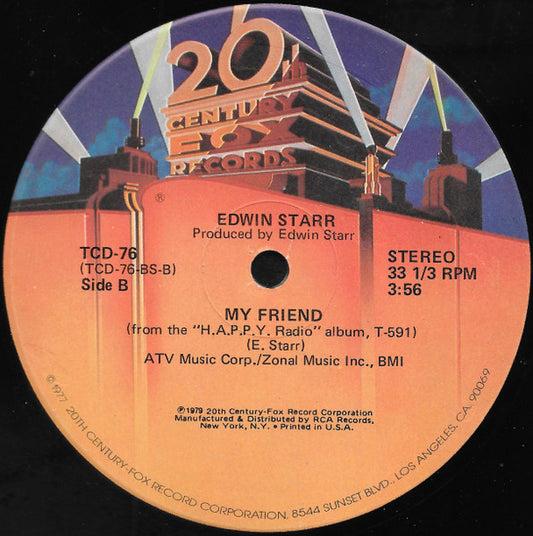 20th
CENTURY
FOX
RECORDS
®
EDWIN STARR
Produced by Edwin Starr
TCD-76
(TCD-76-BS-B)
Side B
STEREO
33 1/3 RPM
3:56
MY FRIEND
(from the "H.A.P.P.Y. Radio" album, T-591)
(E. Starr)
ATV Music Corp./Zonal Music Inc., BMI
℗1979 20th Century-Fox Record Corporation
Manufactured & Distributed by RCA Records,
New York, N.Y. • Printed in U.S.A.
©1977 20TH CENTURY-FOX RECORD CORPORATION. 8544 SUNSET BLVD., LOS ANGELES, CA. 90069